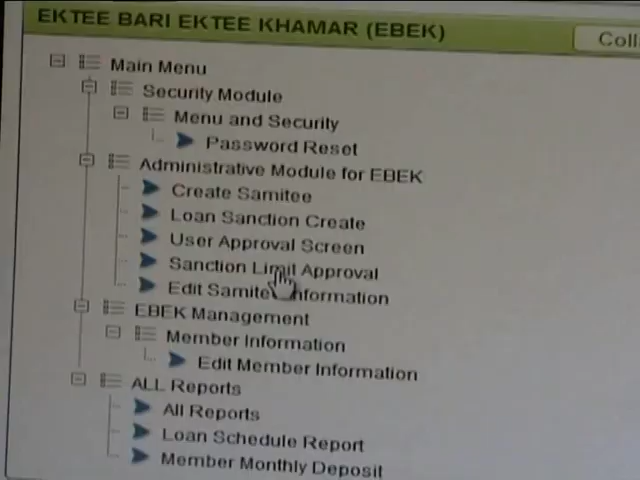 EKTEE BARI EKTEE KHAMAR (EBEK)
Main Menu
Security Module
Menu and Security
Password Reset
Administrative Module for EBEK
Create Samitee
Loan Sanction Create
User Approval Screen
Sanction Limit Approval
Edit Samitee Information
EBEK Management
Member Information
Edit Member Information
ALL Reports
All Reports
Loan Schedule Report
Member Monthly Deposit